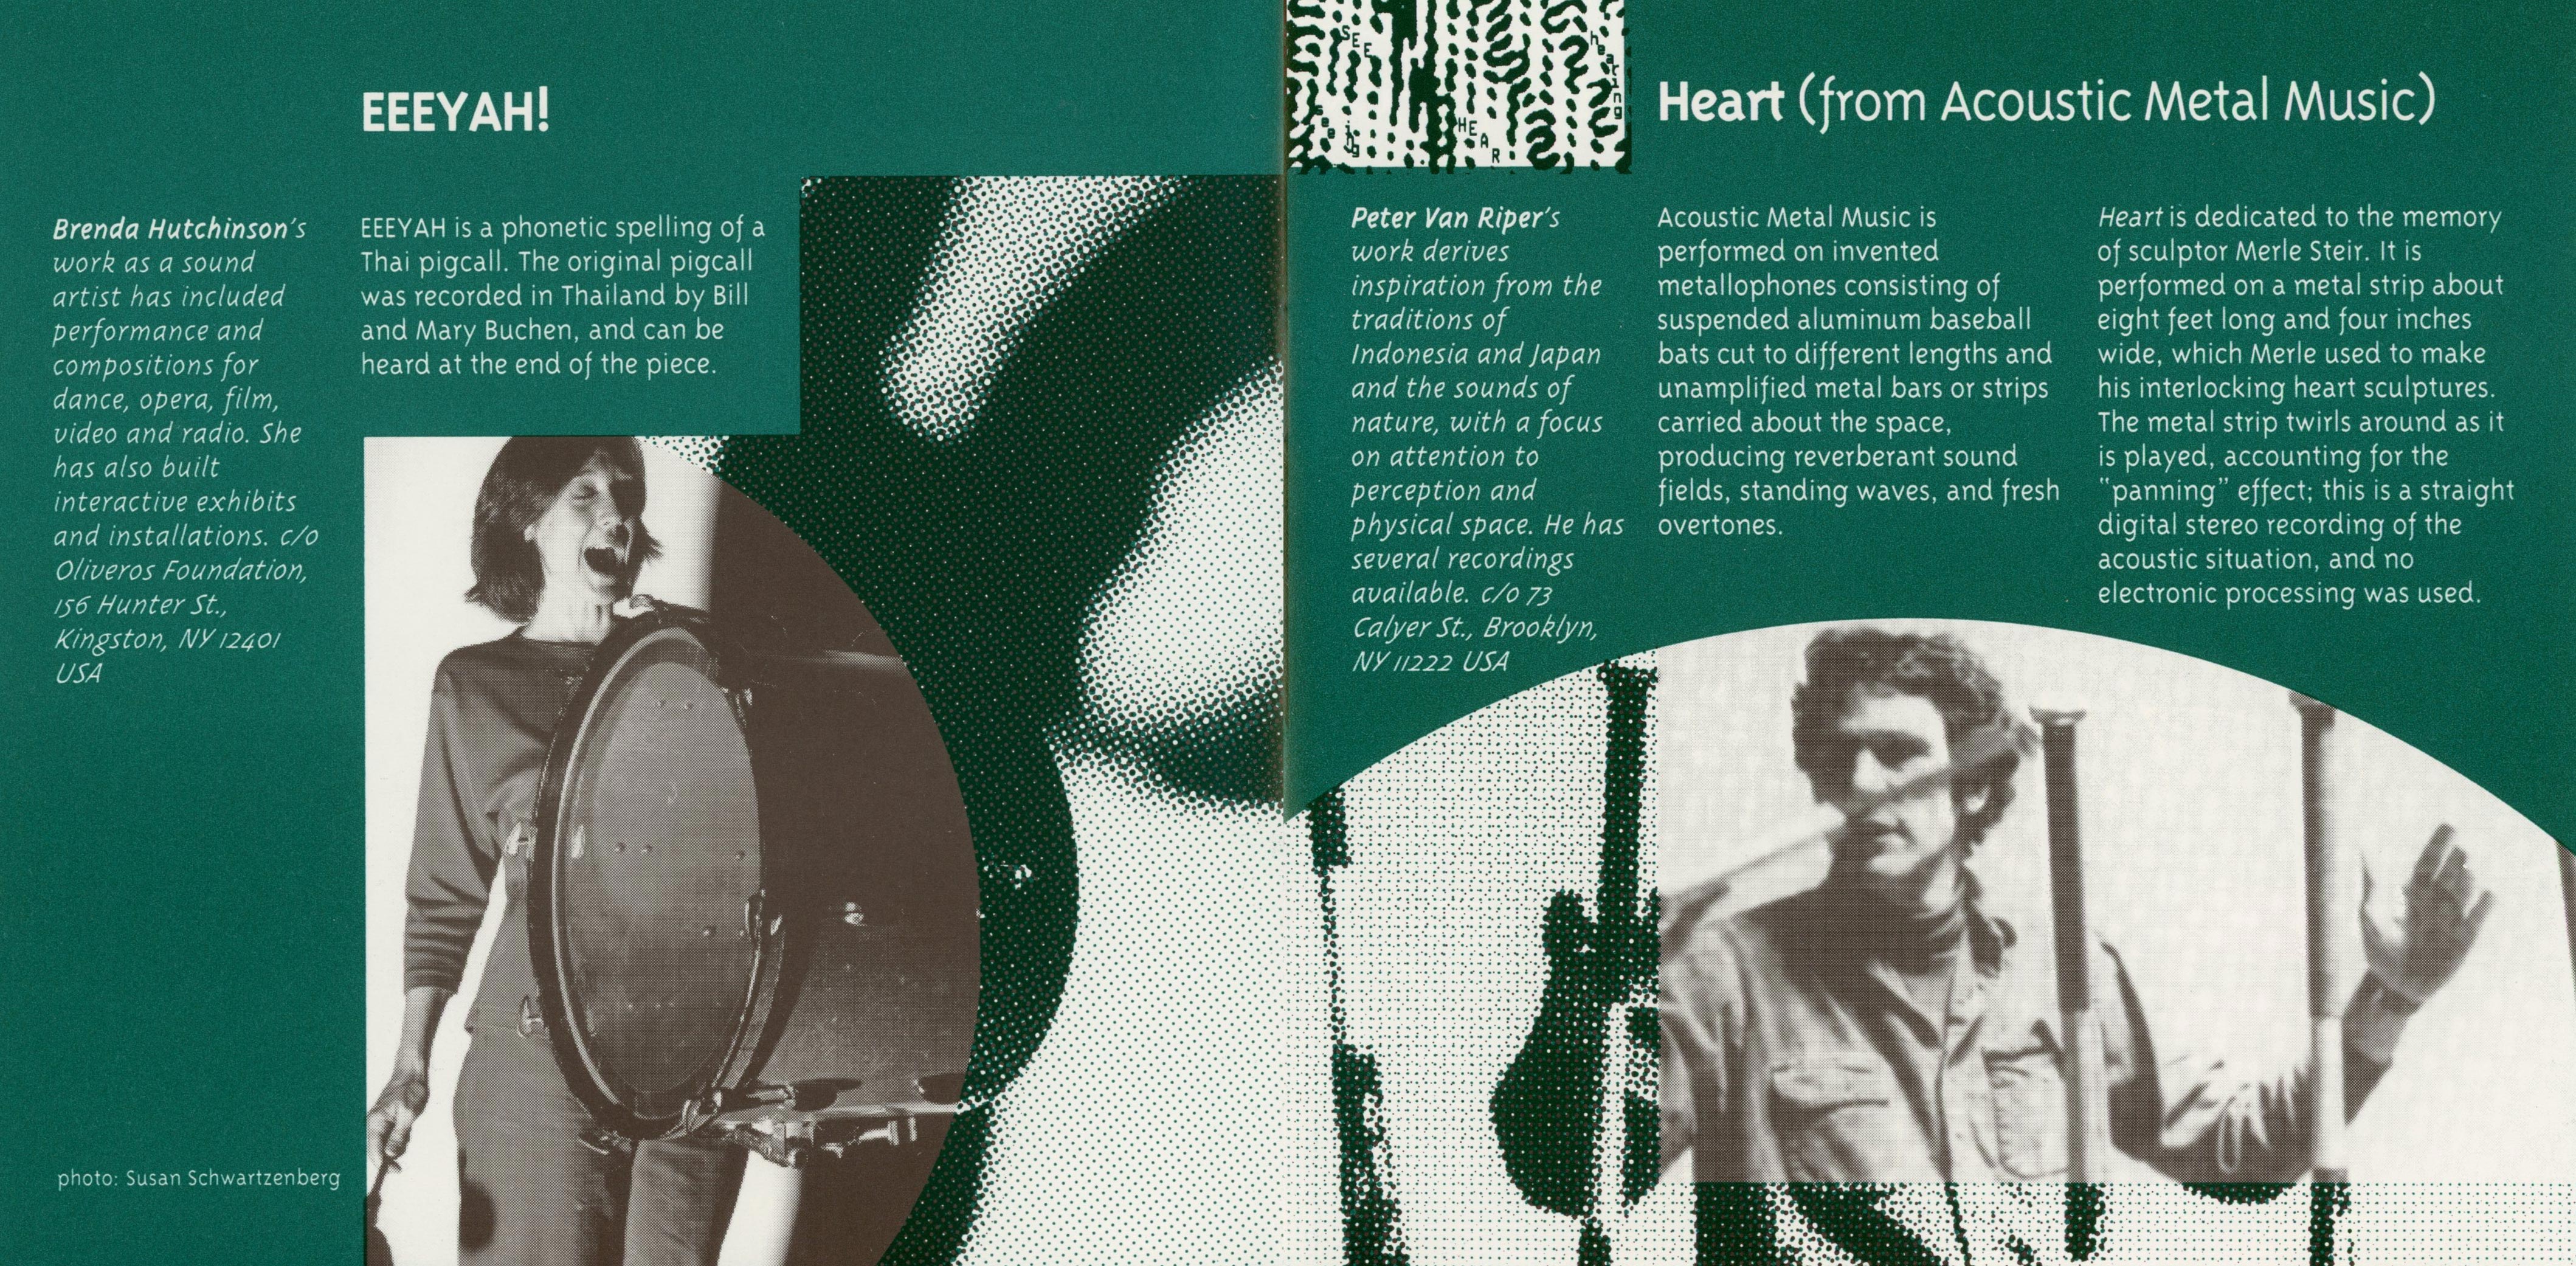 EEEYAH!
Brenda Hutchinson's
work as a sound
artist has included
performance and
compositions for
dance, opera, film,
video and radio. She
has also built
interactive exhibits
and installations. c/o
Oliveros Foundation,
156 Hunter St.,
Kingston, NY 12401
USA
EEEYAH is a phonetic spelling of a
Thai pigcall. The original pigcall
was recorded in Thailand by Bill
and Mary Buchen, and can be
heard at the end of the piece.
photo: Susan Schwartzenberg
SEE
hearing
seeing
HEAR
Heart (from Acoustic Metal Music)
Peter Van Riper's
work derives
inspiration from the
traditions of
Indonesia and Japan
and the sounds of
nature, with a focus
on attention to
perception and
physical space. He has
several recordings
available. c/o 73
Calyer St., Brooklyn,
NY 11222 USA
Acoustic Metal Music is
performed on invented
metallophones consisting of
suspended aluminum baseball
bats cut to different lengths and
unamplified metal bars or strips
carried about the space,
producing reverberant sound
fields, standing waves, and fresh
overtones.
Heart is dedicated to the memory
of sculptor Merle Steir. It is
performed on a metal strip about
eight feet long and four inches
wide, which Merle used to make
his interlocking heart sculptures.
The metal strip twirls around as it
is played, accounting for the
"panning" effect; this is a straight
digital stereo recording of the
acoustic situation, and no
electronic processing was used.